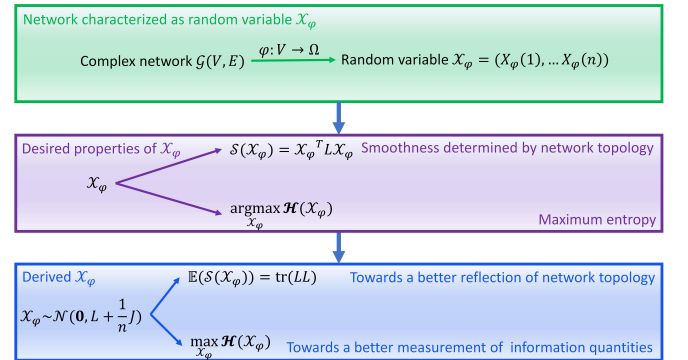 Network characterized as random variable 𝒳_φ
Complex network 𝒢(V, E) φ: V → Ω Random variable 𝒳_φ = (X_φ(1), … X_φ(n))
Desired properties of 𝒳_φ
𝒮(𝒳_φ) = 𝒳_φ^T L𝒳_φ Smoothness determined by network topology
𝒳_φ
argmax 𝓗(𝒳_φ)
𝒳_φ
Maximum entropy
Derived 𝒳_φ
𝔼(𝒮(𝒳_φ)) = tr(LL) Towards a better reflection of network topology
𝒳_φ~𝒩(𝟎, L + 1/n J)
max 𝓗(𝒳_φ)
𝒳_φ
Towards a better measurement of information quantities